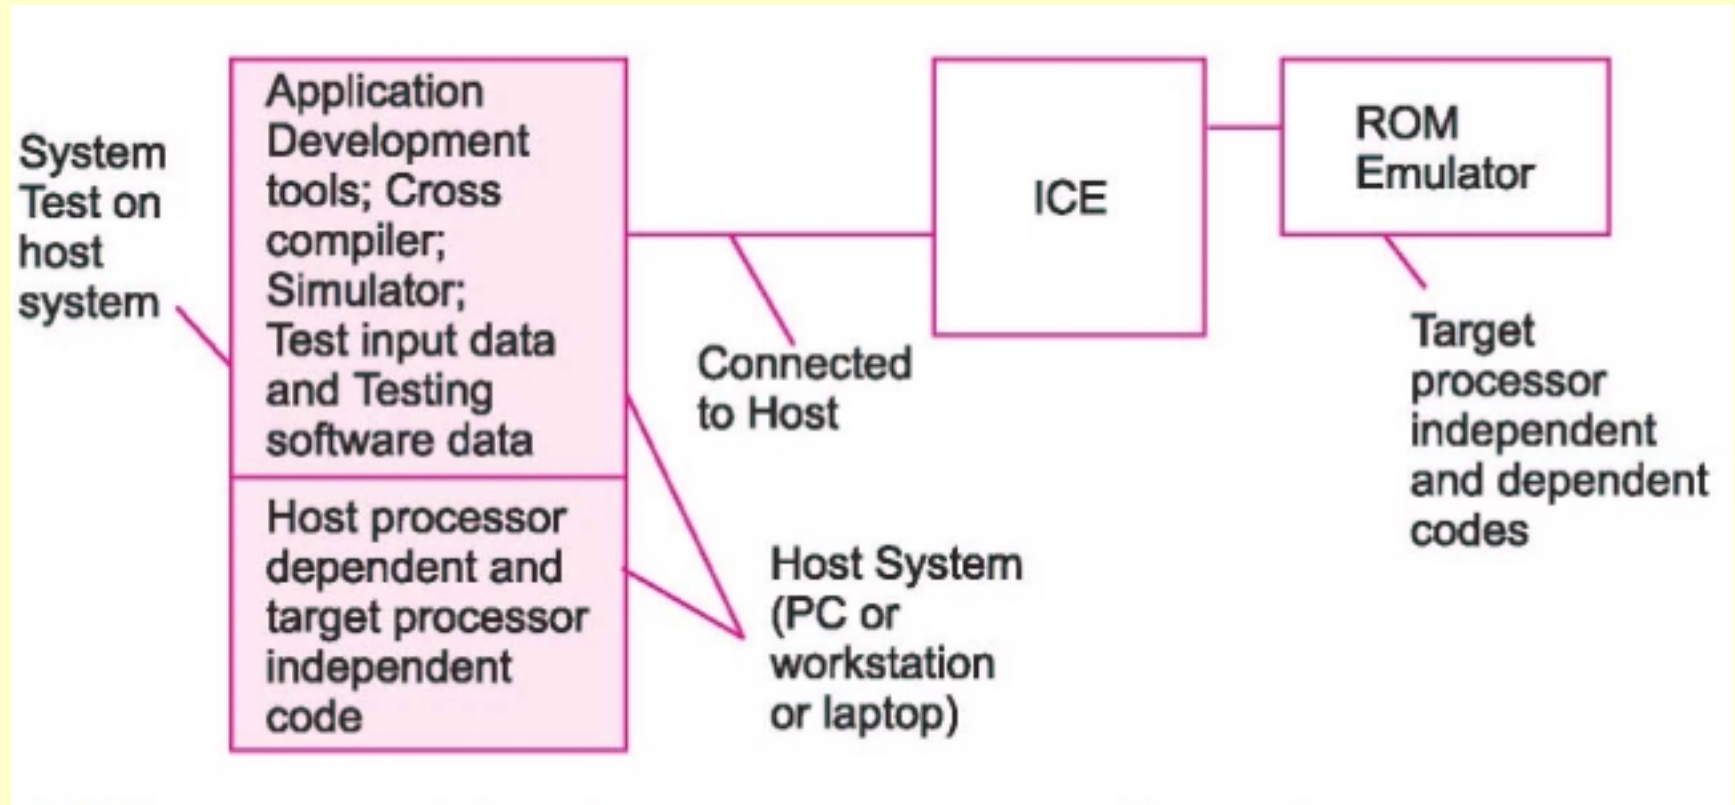 System
Test on
host
system
Application
Development
tools; Cross
compiler;
Simulator;
Test input data
and Testing
software data
Host processor
dependent and
target processor
independent
code
Connected
to Host
Host System
(PC or
workstation
or laptop)
ICE
ROM
Emulator
Target
processor
independent
and dependent
codes